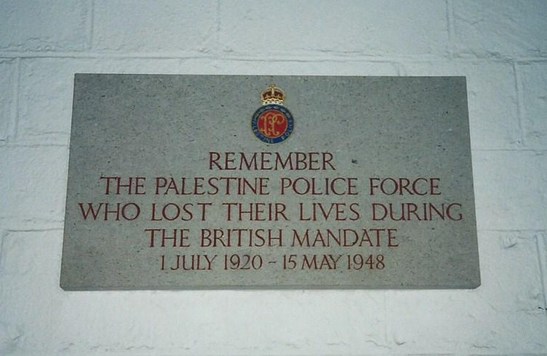 REMEMBER
THE PALESTINE POLICE FORCE
WHO LOST THEIR LIVES DURING
THE BRITISH MANDATE
1 JULY 1920 - 15 MAY 1948